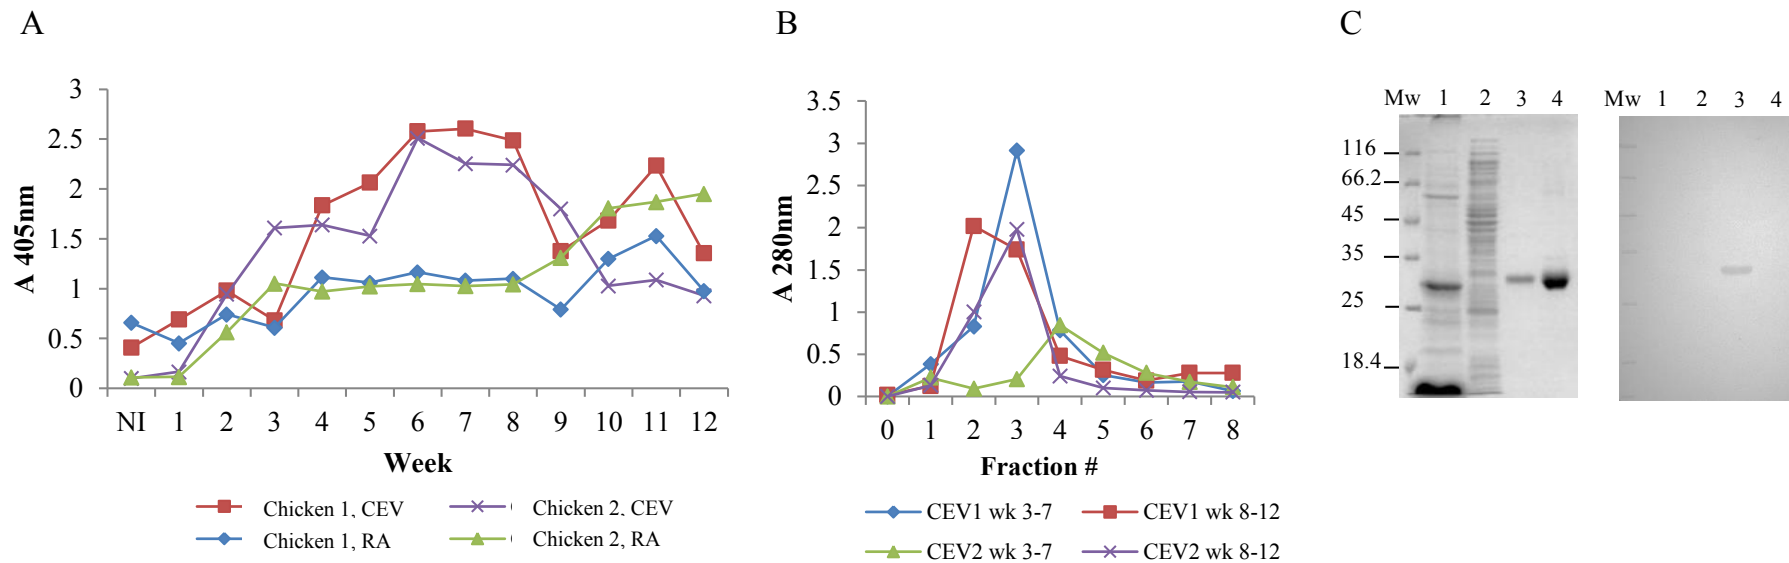 A
B
C
3
2.5
2
1.5
1
0.5
0
A 405nm
NI 1 2 3 4 5 6 7 8 9 10 11 12
Week
Chicken 1, CEV
Chicken 2, CEV
Chicken 1, RA
Chicken 2, RA
3.5
3
2.5
2
1.5
1
0.5
0
A 280nm
0 1 2 3 4 5 6 7 8
Fraction #
CEV1 wk 3-7
CEV1 wk 8-12
CEV2 wk 3-7
CEV2 wk 8-12
Mw 1 2 3 4
116
66.2
45
35
25
18.4
Mw 1 2 3 4